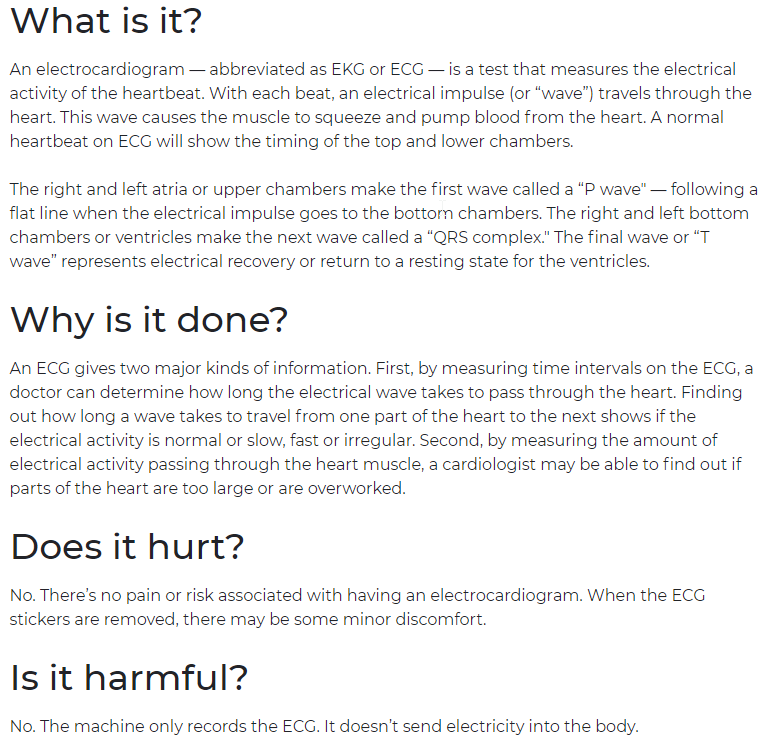 What is it?
An electrocardiogram — abbreviated as EKG or ECG — is a test that measures the electrical
activity of the heartbeat. With each beat, an electrical impulse (or “wave”) travels through the
heart. This wave causes the muscle to squeeze and pump blood from the heart. A normal
heartbeat on ECG will show the timing of the top and lower chambers.
The right and left atria or upper chambers make the first wave called a “P wave" — following a
flat line when the electrical impulse goes to the bottom chambers. The right and left bottom
chambers or ventricles make the next wave called a “QRS complex." The final wave or “T
wave” represents electrical recovery or return to a resting state for the ventricles.
Why is it done?
An ECG gives two major kinds of information. First, by measuring time intervals on the ECG, a
doctor can determine how long the electrical wave takes to pass through the heart. Finding
out how long a wave takes to travel from one part of the heart to the next shows if the
electrical activity is normal or slow, fast or irregular. Second, by measuring the amount of
electrical activity passing through the heart muscle, a cardiologist may be able to find out if
parts of the heart are too large or are overworked.
Does it hurt?
No. There’s no pain or risk associated with having an electrocardiogram. When the ECG
stickers are removed, there may be some minor discomfort.
Is it harmful?
No. The machine only records the ECG. It doesn’t send electricity into the body.